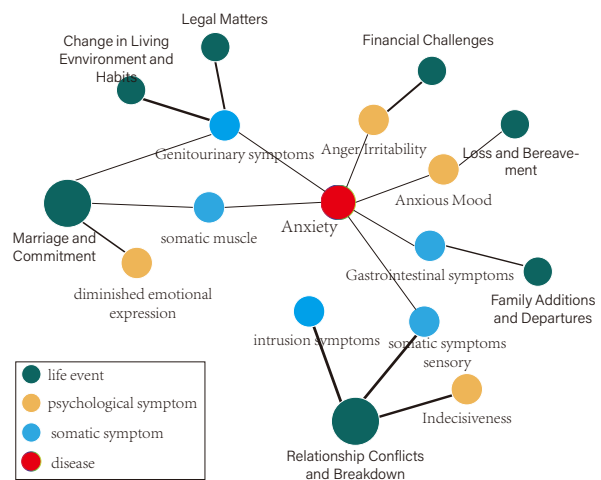 Legal Matters
Change in Living
Evnvironment and
Habits
Financial Challenges
Genitourinary symptoms
Anger Irritability
Loss and Bereave-
ment
Anxious Mood
Anxiety
somatic muscle
Marriage and
Commitment
diminished emotional
expression
Gastrointestinal symptoms
Family Additions
and Departures
intrusion symptoms
somatic symptoms
sensory
Indecisiveness
Relationship Conflicts
and Breakdown
life event
psychological symptom
somatic symptom
disease